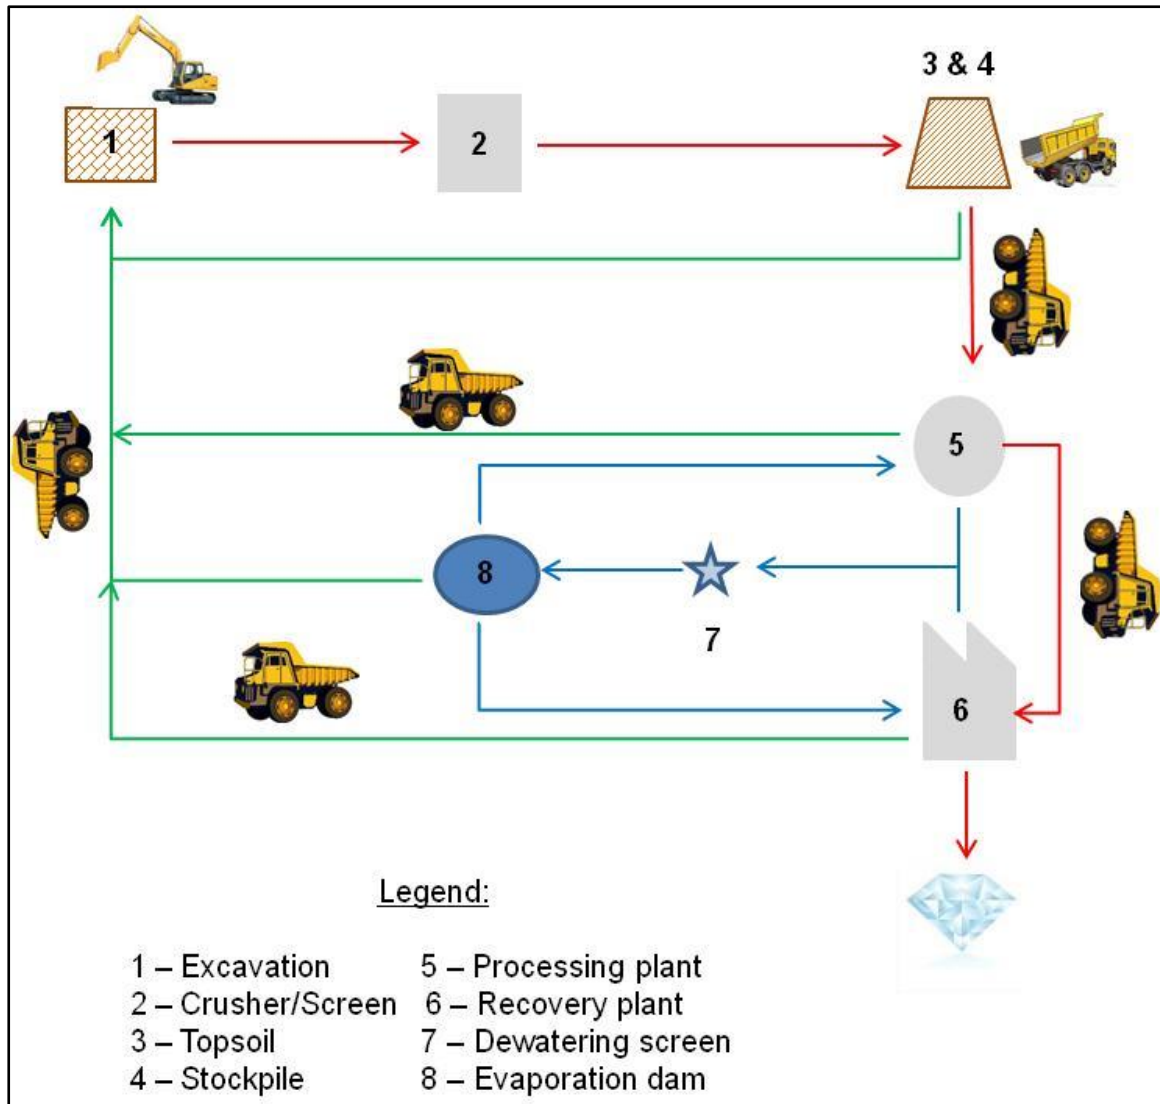 3 & 4
1
2
5
8
7
6
Legend:
1 – Excavation
2 – Crusher/Screen
3 – Topsoil
4 – Stockpile
5 – Processing plant
6 – Recovery plant
7 – Dewatering screen
8 – Evaporation dam